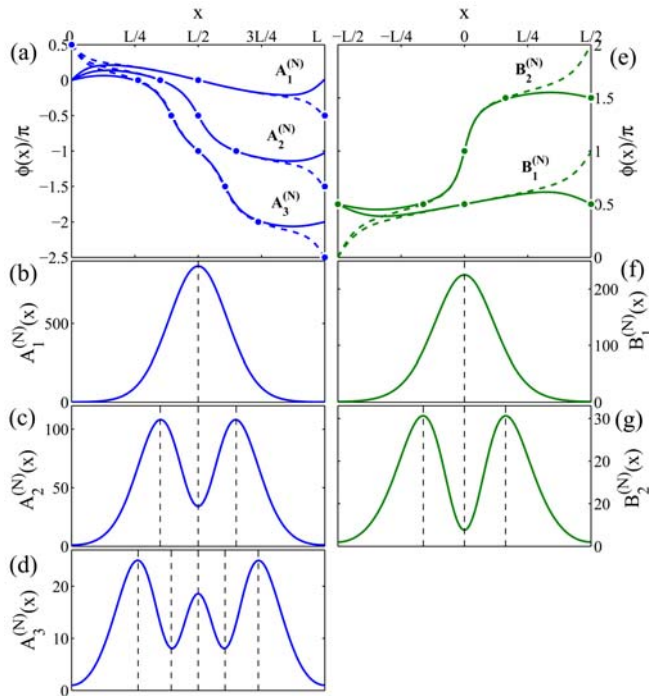 x
x
(a)
0
L/4
L/2
3L/4
L
−L/2
−L/4
0
L/4
L/2
(e)
0.5
0
−0.5
−1
−1.5
−2
−2.5
ϕ(x)/π
A₁⁽ᴺ⁾
A₂⁽ᴺ⁾
A₃⁽ᴺ⁾
B₂⁽ᴺ⁾
B₁⁽ᴺ⁾
2
1.5
1
0.5
0
ϕ(x)/π
(b)
500
0
A₁⁽ᴺ⁾(x)
(f)
200
100
0
B₁⁽ᴺ⁾(x)
(c)
100
50
0
A₂⁽ᴺ⁾(x)
(g)
30
20
20
0
B₂⁽ᴺ⁾(x)
(d)
20
10
0
A₃⁽ᴺ⁾(x)